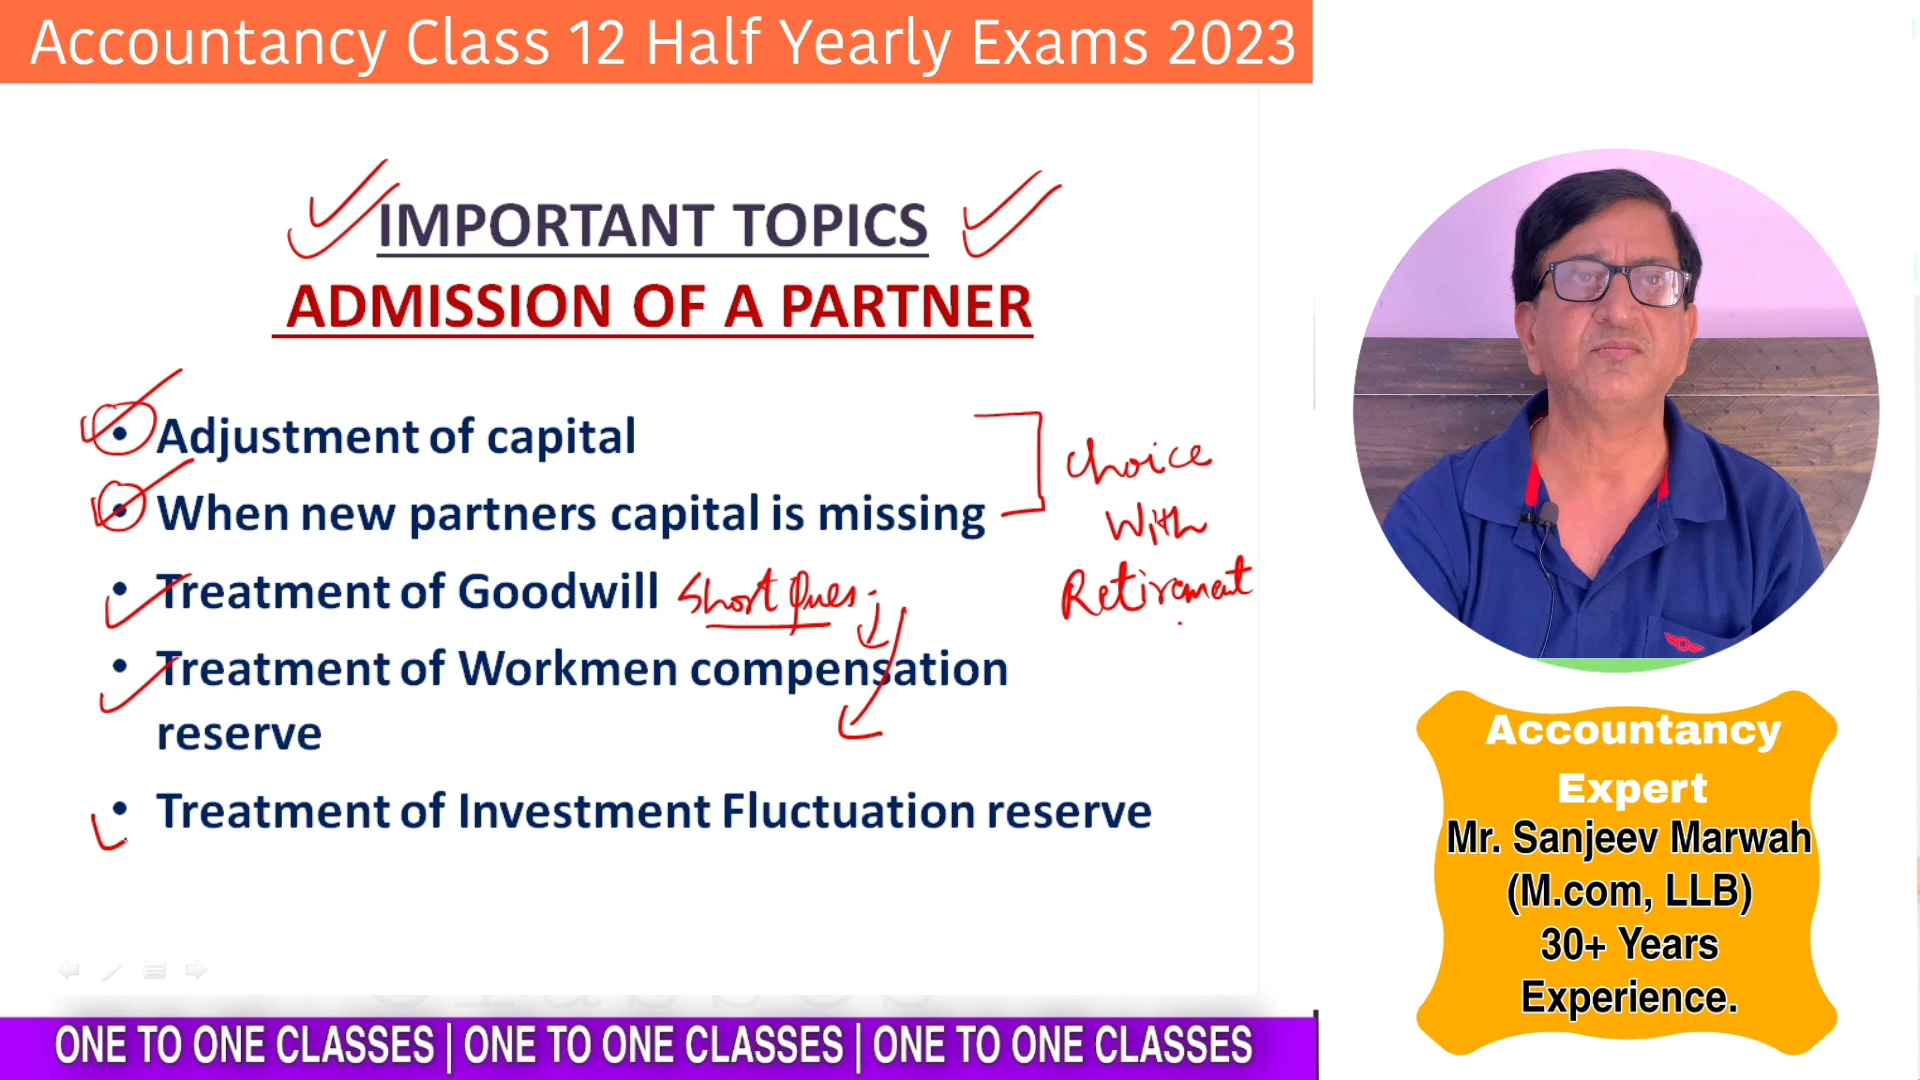 Accountancy Class 12 Half Yearly Exams 2023
IMPORTANT TOPICS
ADMISSION OF A PARTNER
• Adjustment of capital
• When new partners capital is missing
Choice
With
Retirement
• Treatment of Goodwill Short Ques.
• Treatment of Workmen compensation
reserve
• Treatment of Investment Fluctuation reserve
ONE TO ONE CLASSES | ONE TO ONE CLASSES | ONE TO ONE CLASSES
Accountancy
Expert
Mr. Sanjeev Marwah
(M.com, LLB)
30+ Years
Experience.